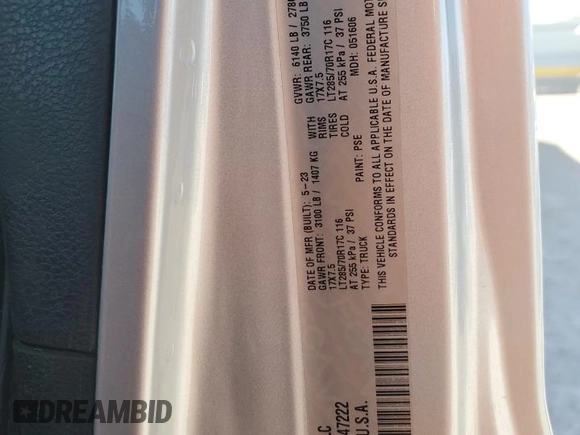 GVWR: 6140 LB /
GAWR REAR: 3750 LB
WITH 17X7.5
RIMS LT285/70R17C 116
TIRES AT 255 kPa / 37 PSI
COLD MDH: 051606
DATE OF MFR (BUILT): 5-23
GAWR FRONT: 3100 LB / 1407 KG
17X7.5
LT285/70R17C 116
AT 255 kPa / 37 PSI PAINT: PSE
TYPE: TRUCK
THIS VEHICLE CONFORMS TO ALL APPLICABLE U.S.A. FEDERAL
STANDARDS IN EFFECT ON THE DATE OF MANUFACTURE
47222
U.S.A.
DREAMBID